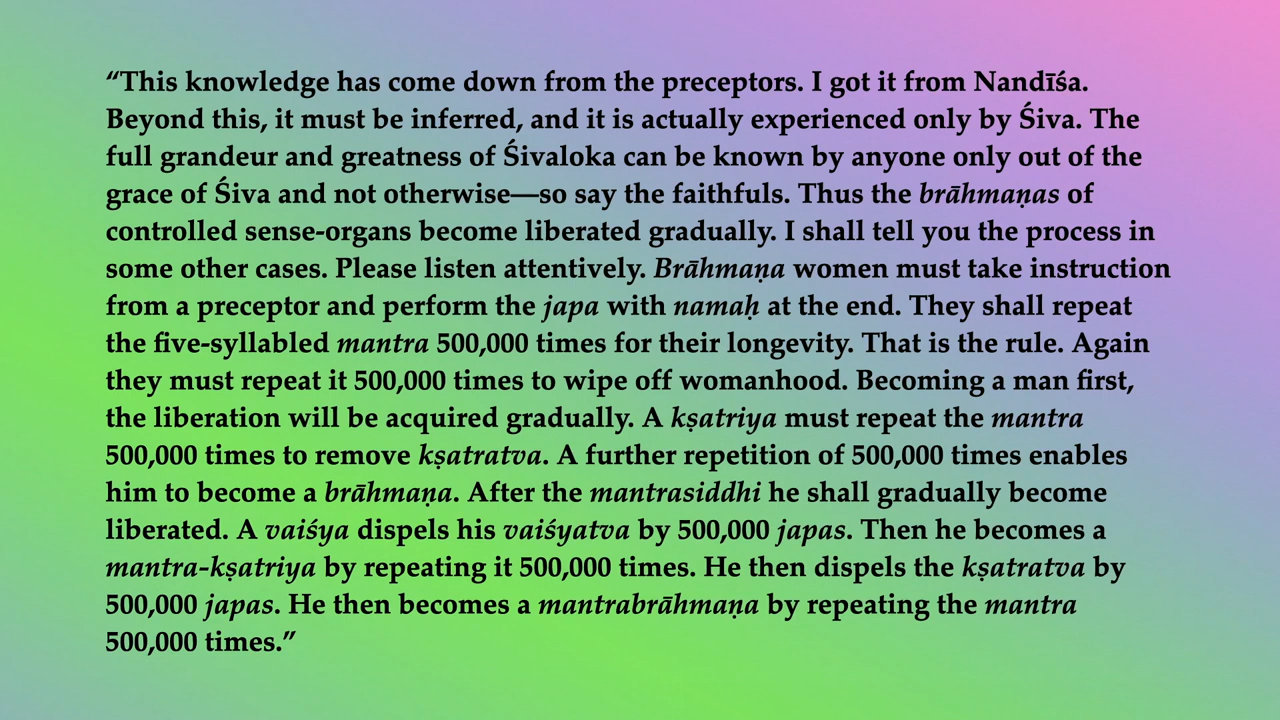 “This knowledge has come down from the preceptors. I got it from Nandīśa.
Beyond this, it must be inferred, and it is actually experienced only by Śiva. The
full grandeur and greatness of Śivaloka can be known by anyone only out of the
grace of Śiva and not otherwise—so say the faithfuls. Thus the brāhmaṇas of
controlled sense-organs become liberated gradually. I shall tell you the process in
some other cases. Please listen attentively. Brāhmaṇa women must take instruction
from a preceptor and perform the japa with namaḥ at the end. They shall repeat
the five-syllabled mantra 500,000 times for their longevity. That is the rule. Again
they must repeat it 500,000 times to wipe off womanhood. Becoming a man first,
the liberation will be acquired gradually. A kṣatriya must repeat the mantra
500,000 times to remove kṣatratva. A further repetition of 500,000 times enables
him to become a brāhmaṇa. After the mantrasiddhi he shall gradually become
liberated. A vaiśya dispels his vaiśyatva by 500,000 japas. Then he becomes a
mantra-kṣatriya by repeating it 500,000 times. He then dispels the kṣatratva by
500,000 japas. He then becomes a mantrabrāhmaṇa by repeating the mantra
500,000 times.”